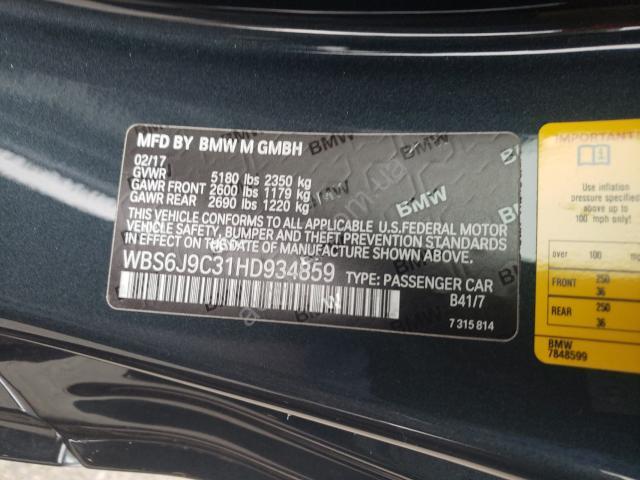 MFD BY BMW M GMBH
02/17
GVWR 5180 lbs 2350 kg
GAWR FRONT 2600 lbs 1179 kg
GAWR REAR 2690 lbs 1220 kg
THIS VEHICLE CONFORMS TO ALL APPLICABLE U.S.FEDERAL MOTOR
VEHICLE SAFETY, BUMPER, AND THEFT PREVENTION STANDARDS IN
EFFECT ON THE DATE OF MANUFACTURE SHOWN ABOVE.
WBS6J9C31HD934859 TYPE: PASSENGER CAR
B41/7
7 315 814
BMW
BMW
IMPORTANT
Use inflation
pressure specified
over
100 mph only!
over 100
FRONT 250
36
REAR 250
36
BMW
7848599